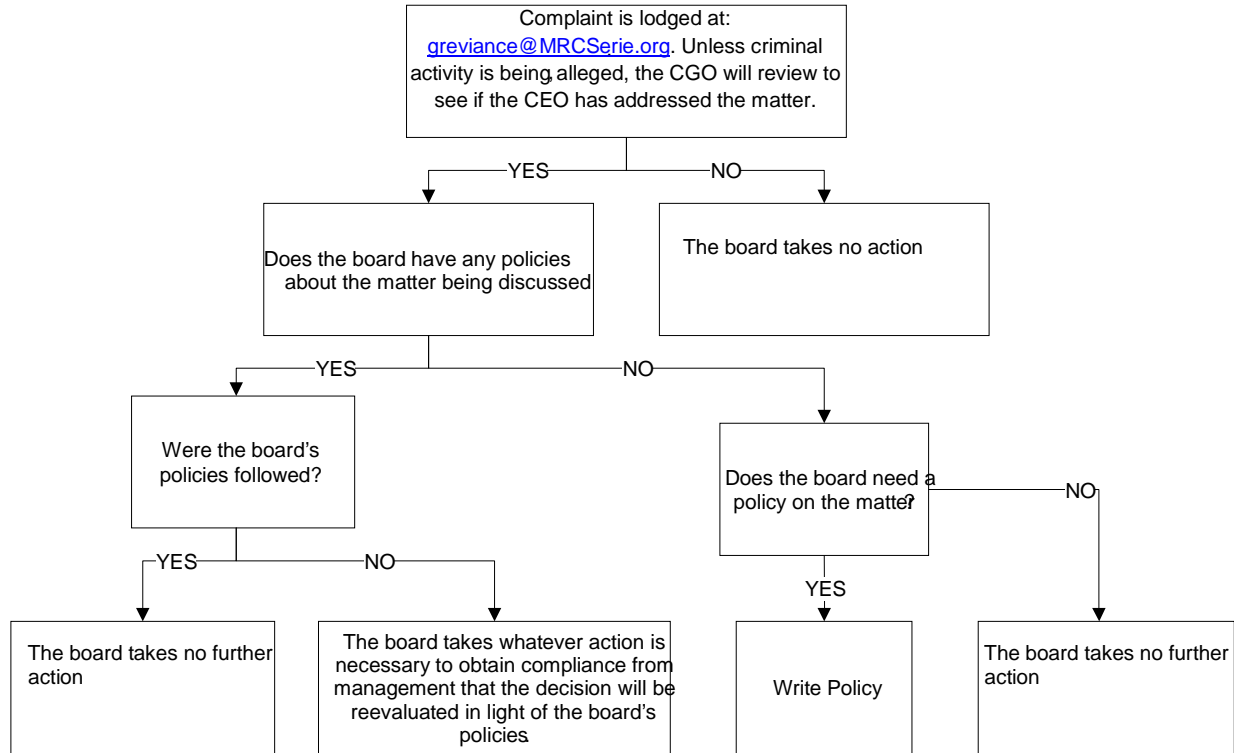 Complaint is lodged at:
greviance@MRCSerie.org. Unless criminal
activity is being, alleged, the CGO will review to
see if the CEO has addressed the matter.
YES
NO
Does the board have any policies
about the matter being discussed
The board takes no action
YES
NO
Were the board's
policies followed?
Does the board need a
policy on the matter?
NO
YES
NO
YES
The board takes no further
action
The board takes whatever action is
necessary to obtain compliance from
management that the decision will be
reevaluated in light of the board's
policies.
Write Policy
The board takes no further
action